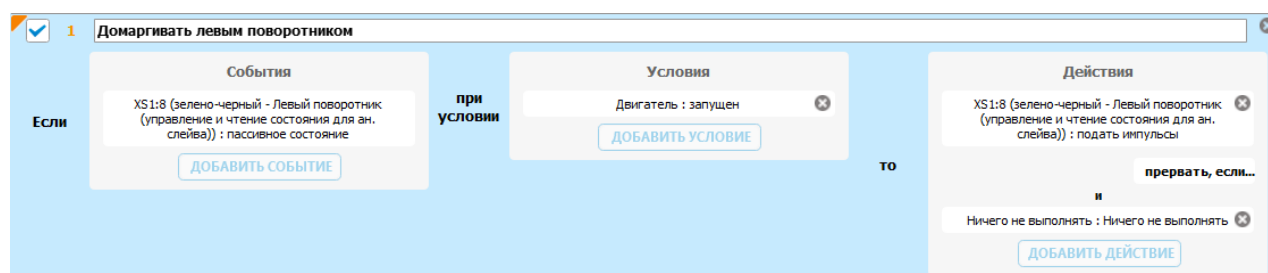 1 Домаргивать левым поворотником
События
Условия
Действия
Если
XS1:8 (зелено-черный - Левый поворотник
(управление и чтение состояния для ан.
слейва)) : пассивное состояние
ДОБАВИТЬ СОБЫТИЕ
при
условии
Двигатель : запущен
ДОБАВИТЬ УСЛОВИЕ
то
XS1:8 (зелено-черный - Левый поворотник
(управление и чтение состояния для ан.
слейва)) : подать импульсы
прервать, если...
и
Ничего не выполнять : Ничего не выполнять
ДОБАВИТЬ ДЕЙСТВИЕ